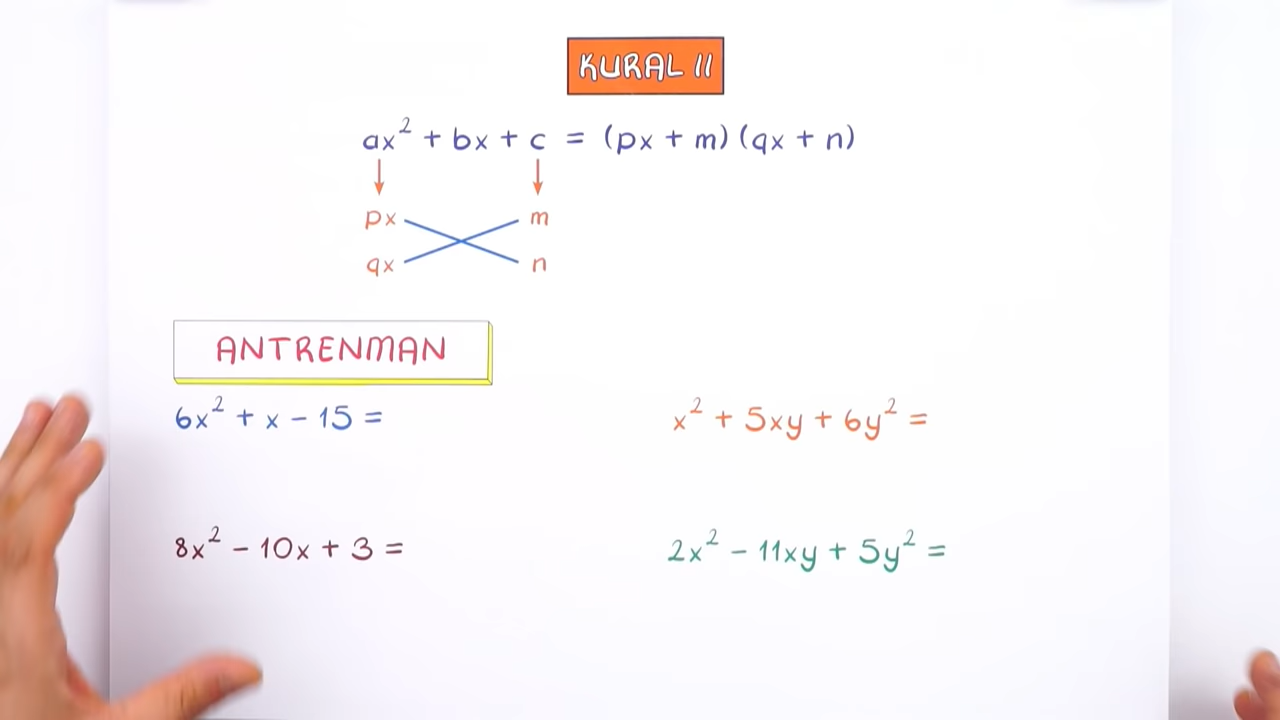 KURAL II
ax² + bx + c = (px + m) (qx + n)
px m
qx n
ANTRENMAN
6x² + x - 15 =
x² + 5xy + 6y² =
8x² - 10x + 3 =
2x² - 11xy + 5y² =